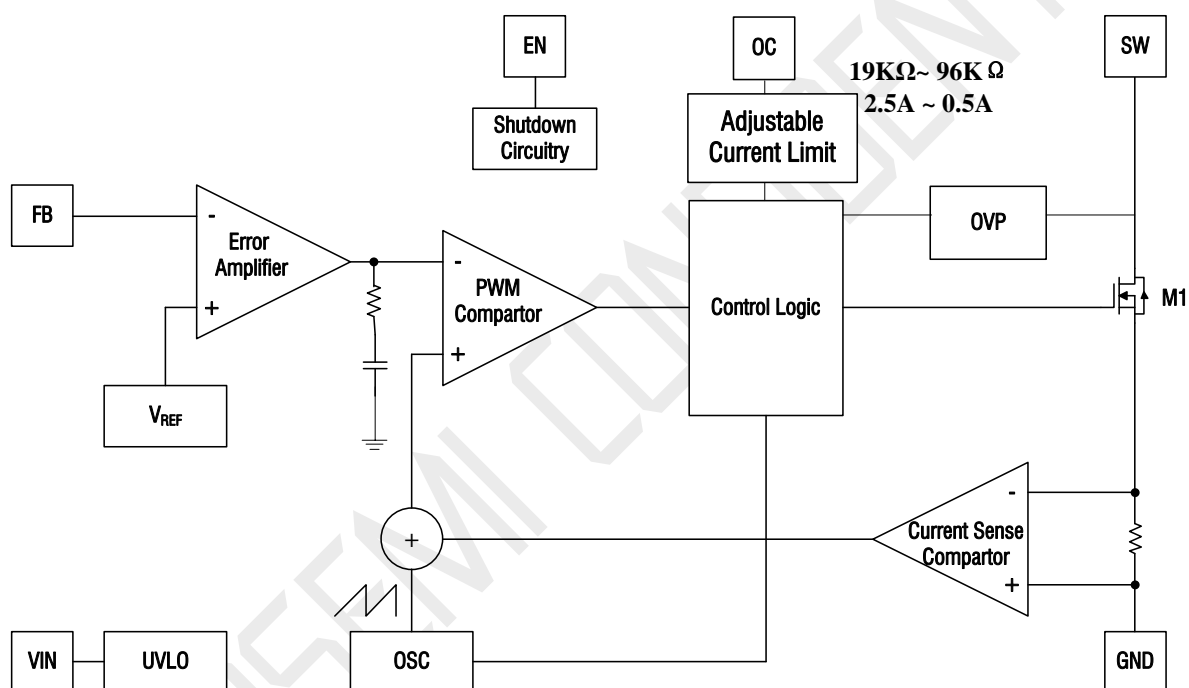 EN
OC
SW
19KΩ~ 96K Ω
2.5A ~ 0.5A
Shutdown
Circuitry
Adjustable
Current Limit
FB
-
Error
Amplifier
+
OVP
-
PWM
Compartor
+
Control Logic
M1
VREF
-
Current Sense
Compartor
+
+
VIN
UVLO
OSC
GND